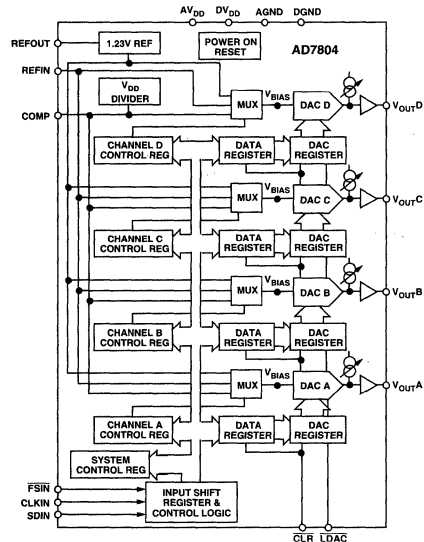 AVDD DVDD AGND DGND
REFOUT
1.23V REF
POWER ON
RESET
AD7804
REFIN
VDD
DIVIDER
COMP
MUX
VBIAS
DAC D
VOUTD
CHANNEL D
CONTROL REG
DATA
REGISTER
DAC
REGISTER
MUX
VBIAS
DAC C
VOUTC
CHANNEL C
CONTROL REG
DATA
REGISTER
DAC
REGISTER
MUX
VBIAS
DAC B
VOUTB
CHANNEL B
CONTROL REG
DATA
REGISTER
DAC
REGISTER
MUX
VBIAS
DAC A
VOUTA
CHANNEL A
CONTROL REG
DATA
REGISTER
DAC
REGISTER
SYSTEM
CONTROL REG
FSIN
CLKIN
SDIN
INPUT SHIFT
REGISTER &
CONTROL LOGIC
CLR LDAC